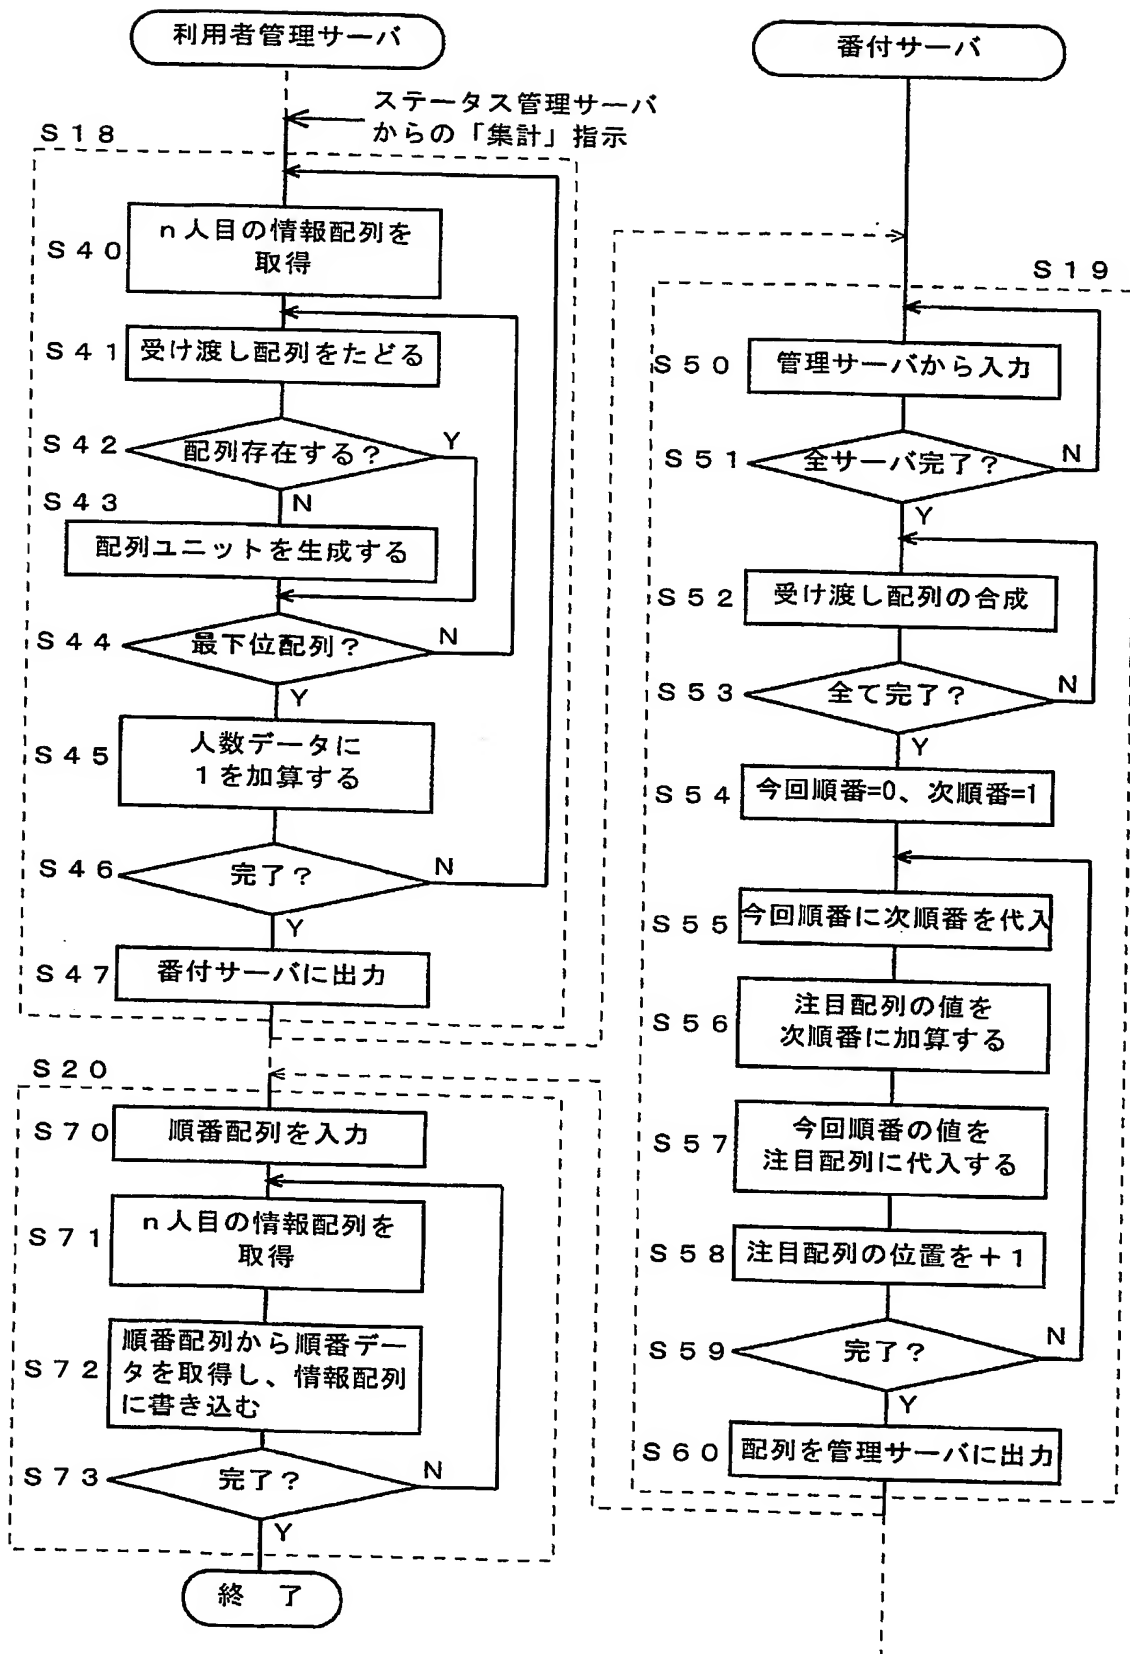 利用者管理サーバ
ステータス管理サーバ
からの「集計」指示
S18
n人目の情報配列を
取得
S40
S41
受け渡し配列をたどる
S42
配列存在する?
Y
N
S43
配列ユニットを生成する
S44
最下位配列?
N
Y
S45
人数データに
1を加算する
S46
完了?
N
Y
S47
番付サーバに出力
S20
S70
順番配列を入力
S71
n人目の情報配列を
取得
S72
順番配列から順番デー
タを取得し、情報配列
に書き込む
S73
完了?
N
Y
終 了
番付サーバ
S19
S50
管理サーバから入力
S51
全サーバ完了?
N
Y
S52
受け渡し配列の合成
S53
全て完了?
N
Y
S54
今回順番=0、次順番=1
S55
今回順番に次順番を代入
S56
注目配列の値を
次順番に加算する
S57
今回順番の値を
注目配列に代入する
S58
注目配列の位置を+1
S59
完了?
N
Y
S60
配列を管理サーバに出力